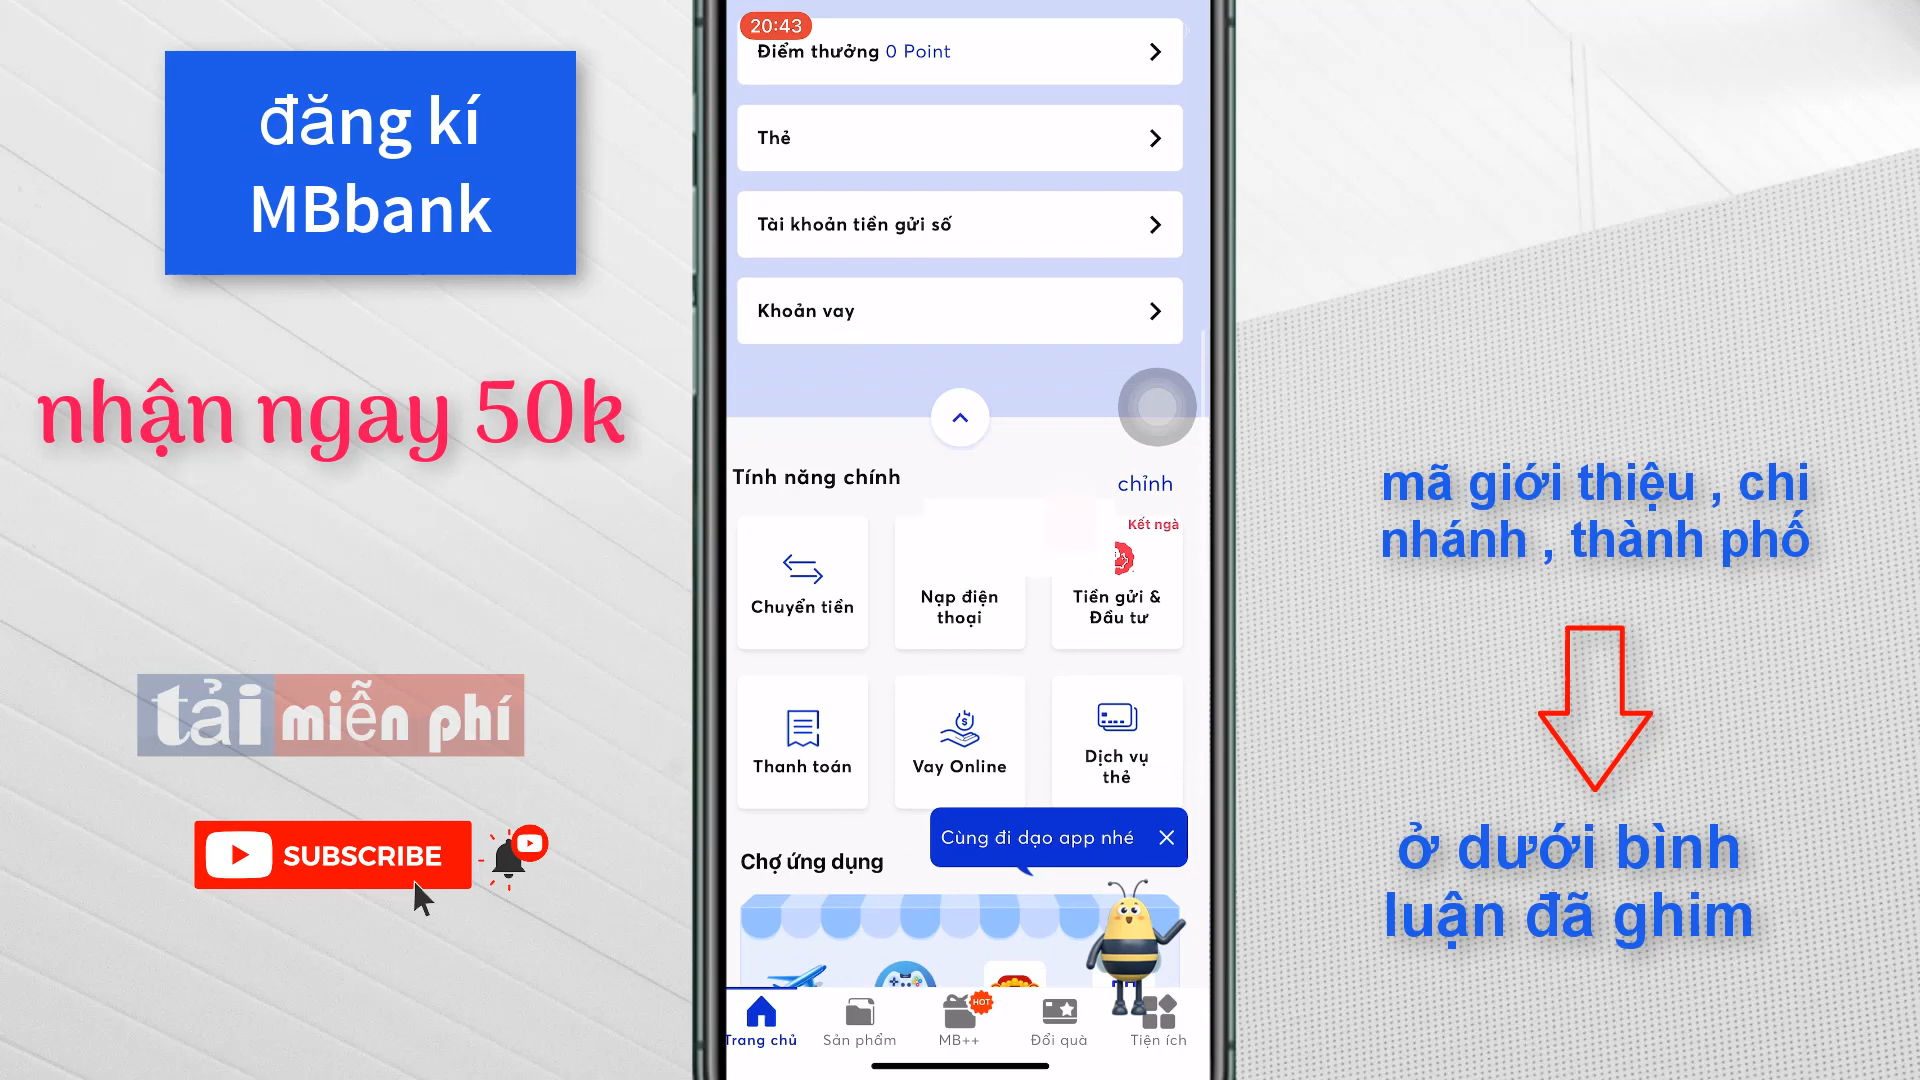 đăng kí
MBbank
nhận ngay 50k
tải miễn phí
SUBSCRIBE
20:43
Điểm thưởng 0 Point
Thẻ
Tài khoản tiền gửi số
Khoản vay
Tính năng chính
chỉnh
Kết ngà
Chuyển tiền
Nạp điện
thoại
Tiền gửi &
Đầu tư
Thanh toán
Vay Online
Dịch vụ
thẻ
Cùng đi dạo app nhé
Chợ ứng dụng
HOT
Trang chủ
Sản phẩm
MB++
Đổi quà
Tiện ích
mã giới thiệu , chi
nhánh , thành phố
ở dưới bình
luận đã ghim